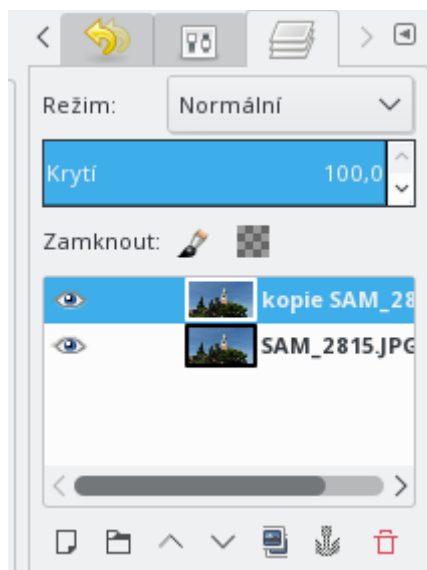 Režim: Normální
Krytí 100,0
Zamknout:
kopie SAM_28
SAM_2815.JPG